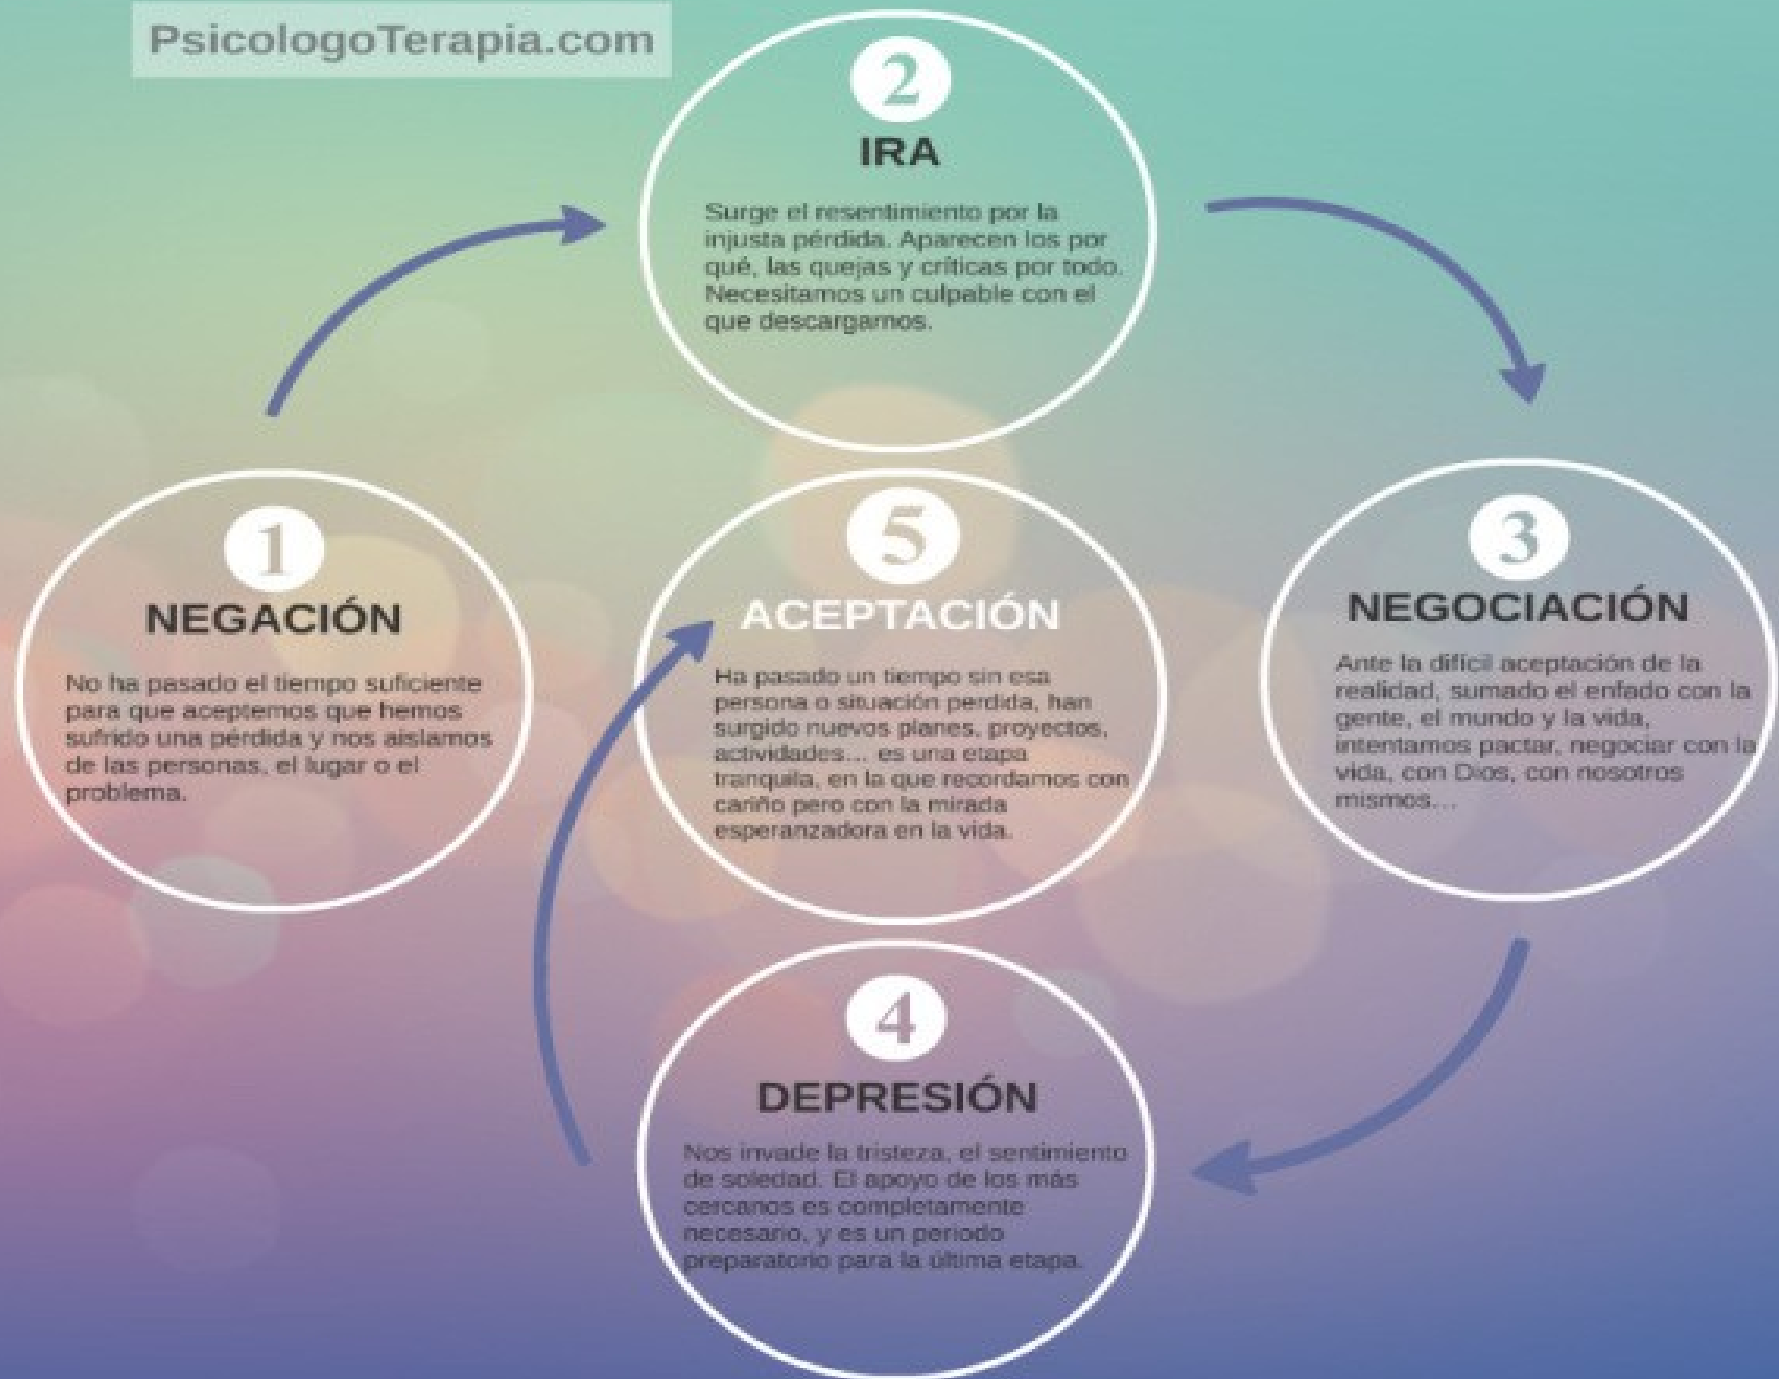 PsicologoTerapia.com
1
NEGACIÓN
No ha pasado el tiempo suficiente
para que aceptemos que hemos
sufrido una pérdida y nos aislamos
de las personas, el lugar o el
problema.
2
IRA
Surge el resentimiento por la
injusta pérdida. Aparecen los por
qué, las quejas y críticas por todo.
Necesitamos un culpable con el
que descargarnos.
3
NEGOCIACIÓN
Ante la difícil aceptación de la
realidad, sumado el enfado con la
gente, el mundo y la vida,
intentamos pactar, negociar con la
vida, con Dios, con nosotros
mismos...
4
DEPRESIÓN
Nos invade la tristeza, el sentimiento
de soledad. El apoyo de los más
cercanos es completamente
necesario, y es un periodo
preparatorio para la última etapa.
5
ACEPTACIÓN
Ha pasado un tiempo sin esa
persona o situación perdida, han
surgido nuevos planes, proyectos,
actividades... es una etapa
tranquila, en la que recordamos con
cariño pero con la mirada
esperanzadora en la vida.